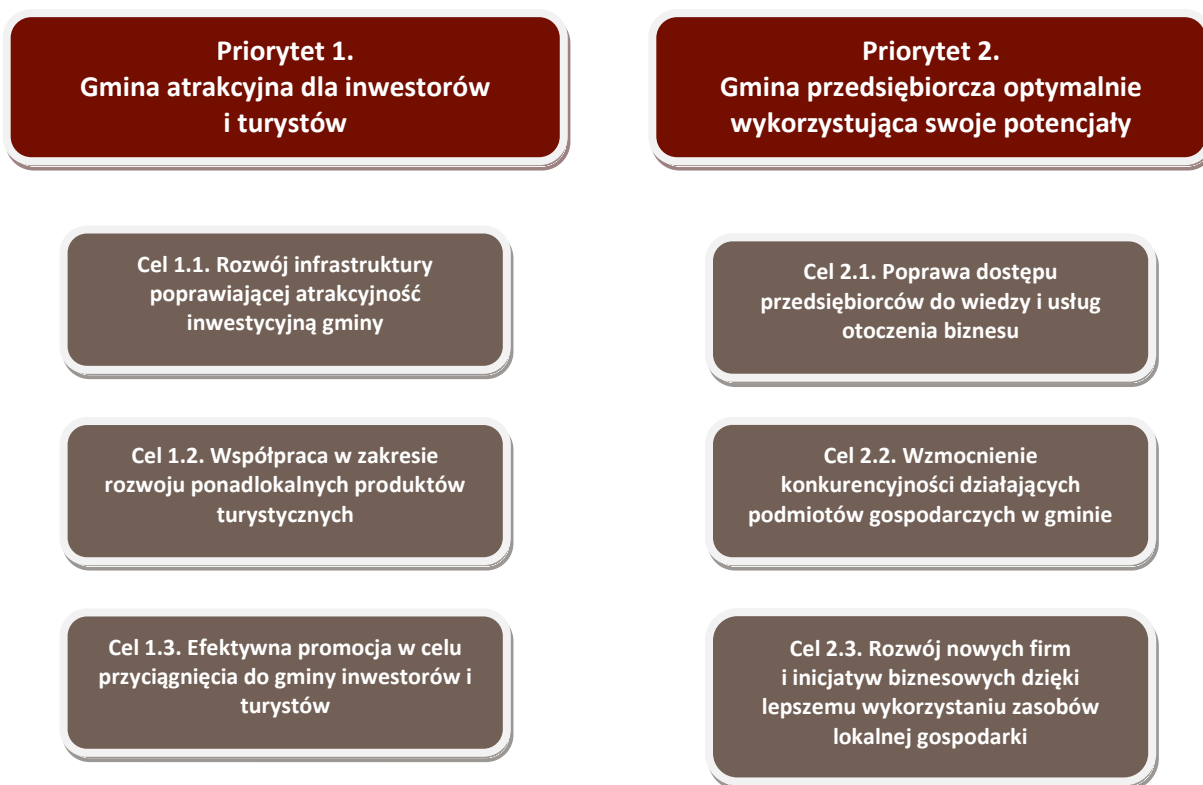 Priorytet 1.
Gmina atrakcyjna dla inwestorów
i turystów
Cel 1.1. Rozwój infrastruktury
poprawiającej atrakcyjność
inwestycyjną gminy
Cel 1.2. Współpraca w zakresie
rozwoju ponadlokalnych produktów
turystycznych
Cel 1.3. Efektywna promocja w celu
przyciągnięcia do gminy inwestorów i
turystów
Priorytet 2.
Gmina przedsiębiorcza optymalnie
wykorzystująca swoje potencjały
Cel 2.1. Poprawa dostępu
przedsiębiorców do wiedzy i usług
otoczenia biznesu
Cel 2.2. Wzmocnienie
konkurencyjności działających
podmiotów gospodarczych w gminie
Cel 2.3. Rozwój nowych firm
i inicjatyw biznesowych dzięki
lepszemu wykorzystaniu zasobów
lokalnej gospodarki